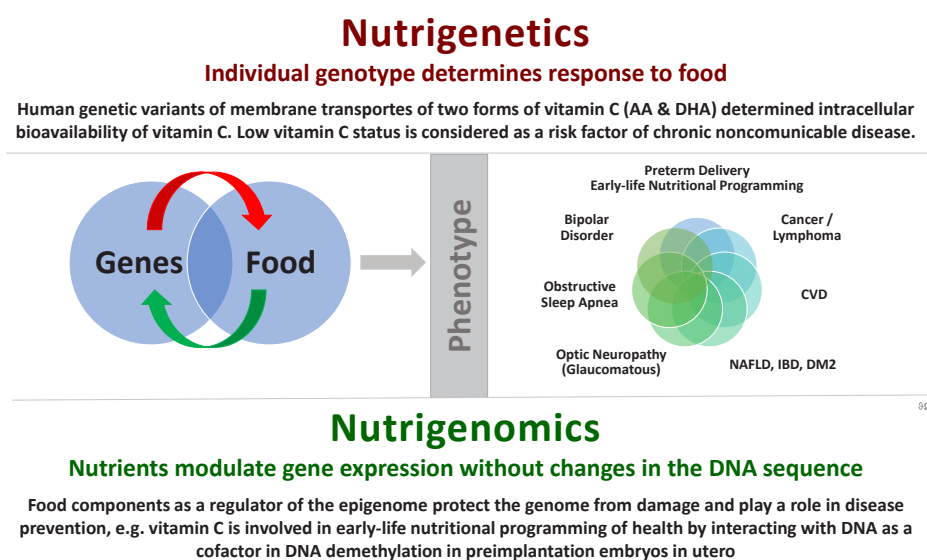 Nutrigenetics
Individual genotype determines response to food
Human genetic variants of membrane transportes of two forms of vitamin C (AA & DHA) determined intracellular
bioavailability of vitamin C. Low vitamin C status is considered as a risk factor of chronic noncomunicable disease.
Genes
Food
Phenotype
Preterm Delivery
Early-life Nutritional Programming
Bipolar
Disorder
Cancer /
Lymphoma
Obstructive
Sleep Apnea
CVD
Optic Neuropathy
(Glaucomatous)
NAFLD, IBD, DM2
Nutrigenomics
Nutrients modulate gene expression without changes in the DNA sequence
Food components as a regulator of the epigenome protect the genome from damage and play a role in disease
prevention, e.g. vitamin C is involved in early-life nutritional programming of health by interacting with DNA as a
cofactor in DNA demethylation in preimplantation embryos in utero